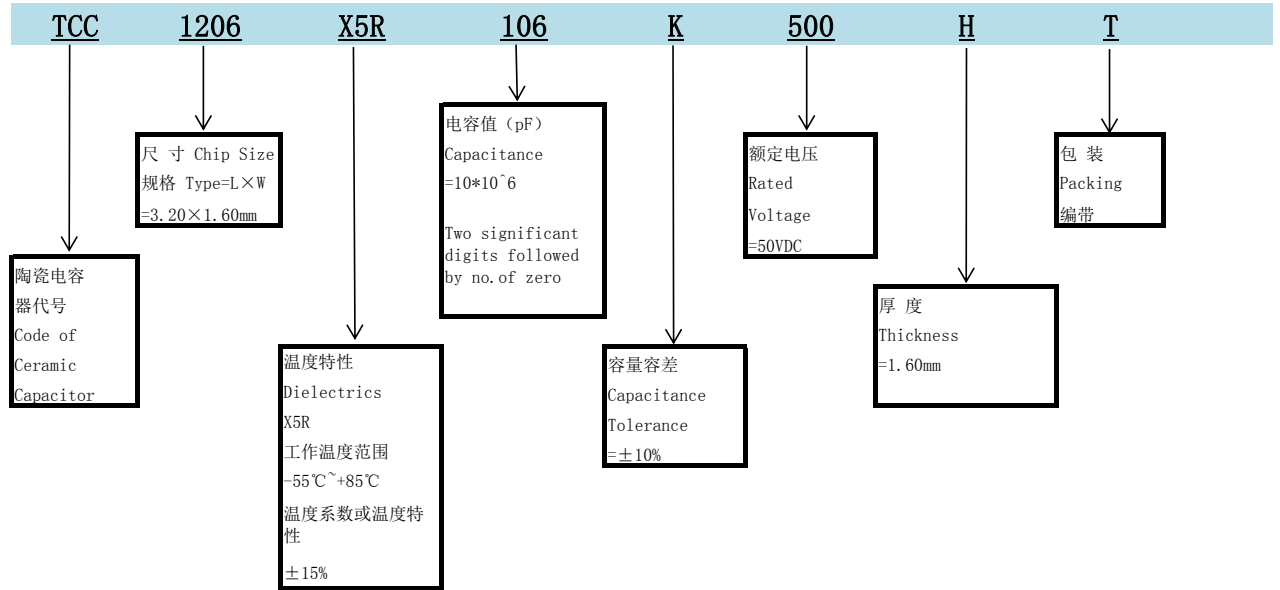 TCC 1206 X5R 106 K 500 H T
陶瓷电容
器代号
Code of
Ceramic
Capacitor
尺 寸 Chip Size
规格 Type=L×W
=3.20×1.60mm
温度特性
Dielectrics
X5R
工作温度范围
-55℃~+85℃
温度系数或温度特
性
±15%
电容值（pF）
Capacitance
=10*10^6
Two significant
digits followed
by no.of zero
容量容差
Capacitance
Tolerance
=±10%
额定电压
Rated
Voltage
=50VDC
厚 度
Thickness
=1.60mm
包 装
Packing
编带